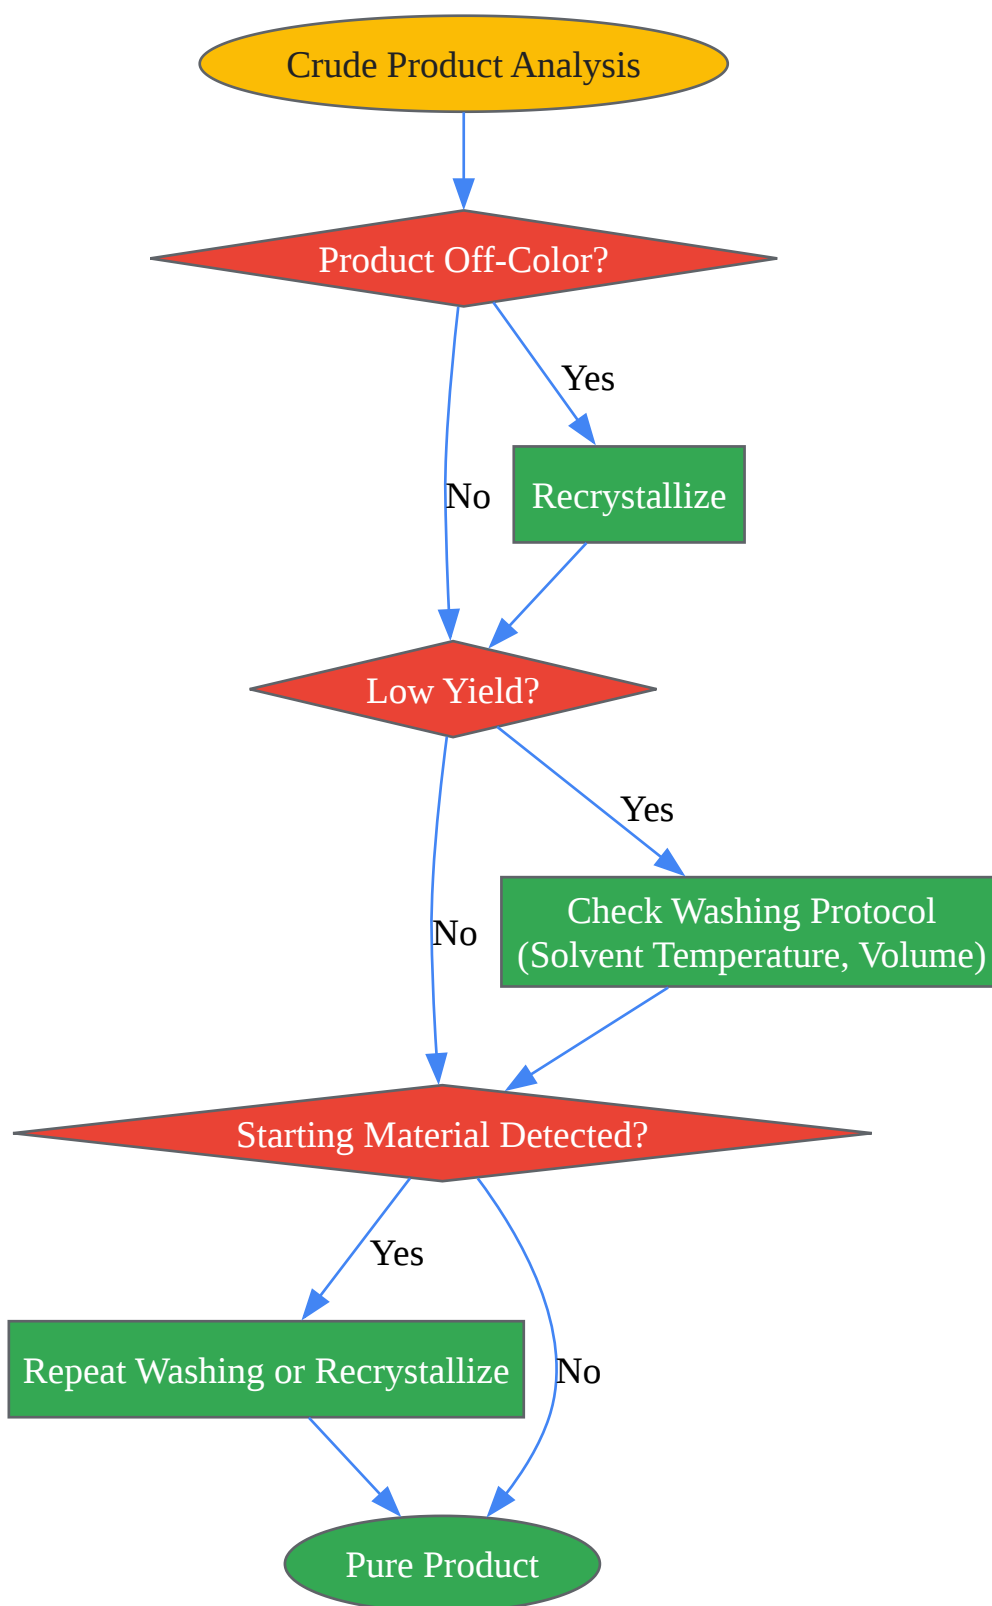 Crude Product Analysis
Product Off-Color?
Yes
No
Recrystallize
Low Yield?
Yes
No
Check Washing Protocol
(Solvent Temperature, Volume)
Starting Material Detected?
Yes
Repeat Washing or Recrystallize
No
Pure Product